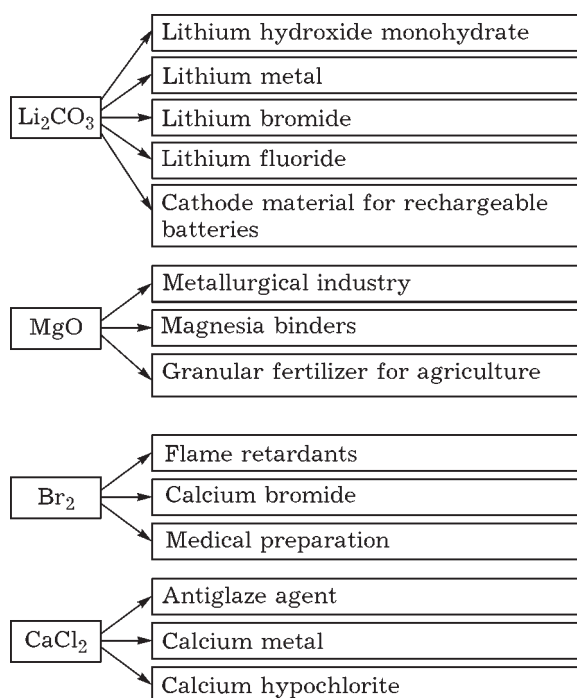 Lithium hydroxide monohydrate
Lithium metal
Li₂CO₃
Lithium bromide
Lithium fluoride
Cathode material for rechargeable
batteries
Metallurgical industry
MgO
Magnesia binders
Granular fertilizer for agriculture
Flame retardants
Br₂
Calcium bromide
Medical preparation
Antiglaze agent
CaCl₂
Calcium metal
Calcium hypochlorite